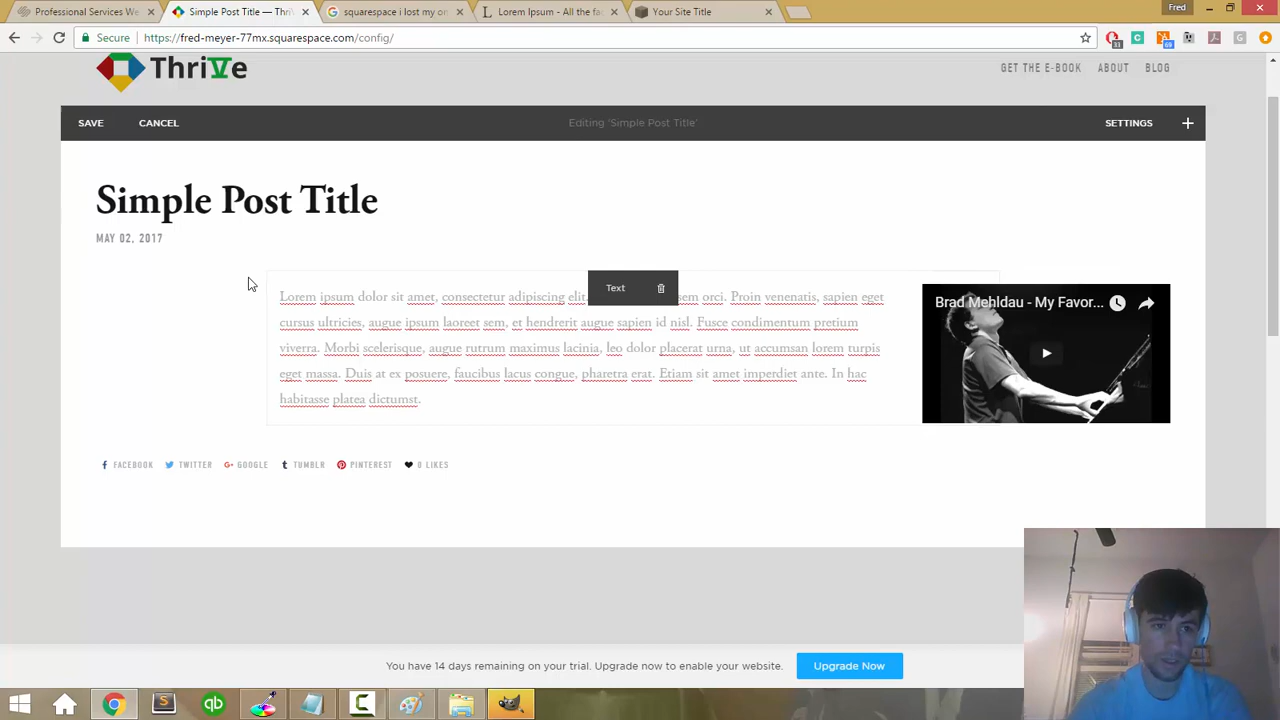 Professional Services We
Simple Post Title — Thri
squarespace i lost my on
Lorem Ipsum - All the fa
Your Site Title
Fred
Secure
https://fred-meyer-77mx.squarespace.com/config/
31
69
ThriVe
GET THE E-BOOK
ABOUT
BLOG
SAVE
CANCEL
Editing 'Simple Post Title'
SETTINGS
Simple Post Title
MAY 02, 2017
Text
Lorem ipsum dolor sit amet, consectetur adipiscing elit. sem orci. Proin venenatis, sapien eget
cursus ultricies, augue ipsum laoreet sem, et hendrerit augue sapien id nisl. Fusce condimentum pretium
viverra. Morbi scelerisque, augue rutrum maximus lacinia, leo dolor placerat urna, ut accumsan lorem turpis
eget massa. Duis at ex posuere, faucibus lacus congue, pharetra erat. Etiam sit amet imperdiet ante. In hac
habitasse platea dictumst.
Brad Mehldau - My Favor...
FACEBOOK
TWITTER
GOOGLE
TUMBLR
PINTEREST
0 LIKES
You have 14 days remaining on your trial. Upgrade now to enable your website.
Upgrade Now